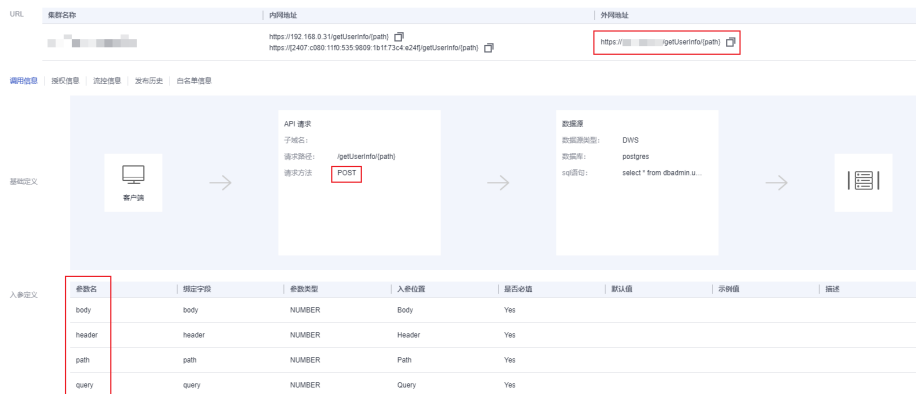 URL
集群名称 内网地址 外网地址
https://192.168.0.31/getUserInfo/{path}
https://[2407:c080:11f0:535:9809:1b1f:73c4:e24f]/getUserInfo/{path}
https:// /getUserInfo/{path}
调用信息 授权信息 流控信息 发布历史 白名单信息
基础定义
客户端
API 请求
子域名：
请求路径： /getUserInfo/{path}
请求方法 POST
数据源
数据源类型： DWS
数据库： postgres
sql语句： select * from dbadmin.u...
入参定义
参数名 绑定字段 参数类型 入参位置 是否必填 默认值 示例值 描述
body body NUMBER Body Yes
header header NUMBER Header Yes
path path NUMBER Path Yes
query query NUMBER Query Yes